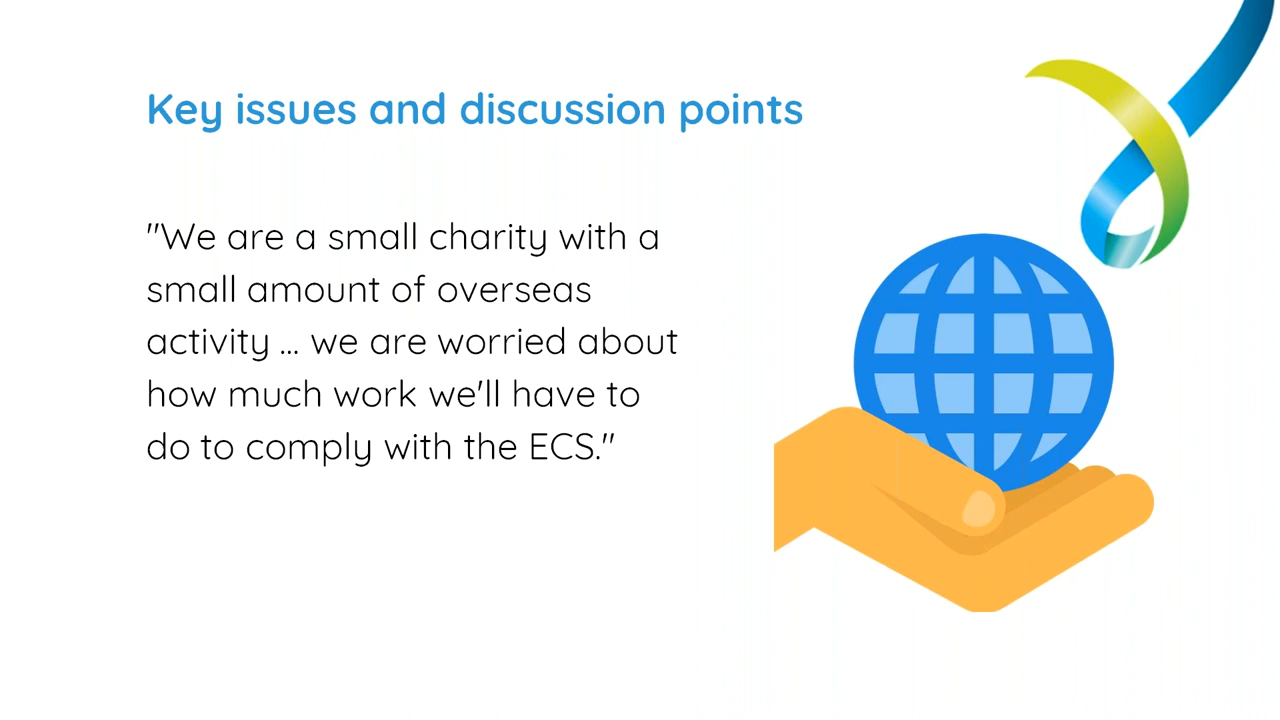 Key issues and discussion points
"We are a small charity with a
small amount of overseas
activity ... we are worried about
how much work we'll have to
do to comply with the ECS."